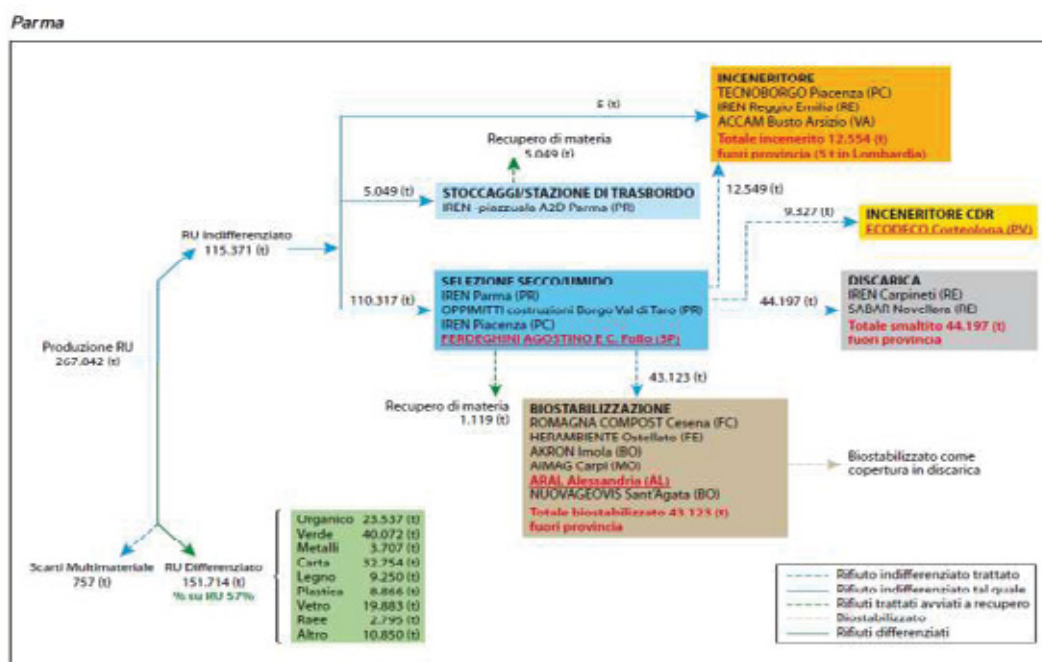 Parma
INCENERITORE
TECNOBORGO Piacenza (PC)
IREN Reggio Emilia (RE)
ACCAM Busto Arsizio (VA)
Totale incenerito 12.554 (t)
fuori provincia (5 t in Lombardia)
(t)
Recupero di materia
5.049 (t)
5.049 (t)
STOCCAGGI/STAZIONE DI TRASBORDO
IREN -piazzuale A2D Parma (PR)
12.549 (t)
9.327 (t)
INCENERITORE CDR
ECODECO Corteolona (PV)
RU Indifferenziato
115.371 (t)
110.317 (t)
SELEZIONE SECCO/UMIDO
IREN Parma (PR)
OPPIMITTI costruzioni Borgo Val di Taro (PR)
IREN Piacenza (PC)
FERDEGHINI AGOSTINO E C. Follo (SP)
44.197 (t)
DISCARICA
IREN Carpineti (RE)
SABAR Novellara (RE)
Totale smaltito 44.197 (t)
fuori provincia
Produzione RU
267.842 (t)
43.123 (t)
Recupero di materia
1.119 (t)
BIOSTABILIZZAZIONE
ROMAGNA COMPOST Cesena (FC)
HERAMBIENTE Ostellato (FE)
AKRON Imola (BO)
AIMAG Carpi (MO)
ARAL Alessandria (AL)
NUOVAGEOVIS Sant'Agata (BO)
Totale biostabilizzato 43.123 (t)
fuori provincia
Biostabilizzato come
copertura in discarica
Scarti Multimateriale
757 (t)
RU Differenziato
151.714 (t)
% su RU 57%
Organico 23.537 (t)
Verde 40.072 (t)
Metalli 3.707 (t)
Carta 32.754 (t)
Legno 9.250 (t)
Plastica 8.866 (t)
Vetro 19.883 (t)
Raee 2.795 (t)
Altro 10.850 (t)
Rifiuto indifferenziato trattato
Rifiuto indifferenziato tal quale
Rifiuti trattati avviati a recupero
Biostabilizzato
Rifiuti differenziati